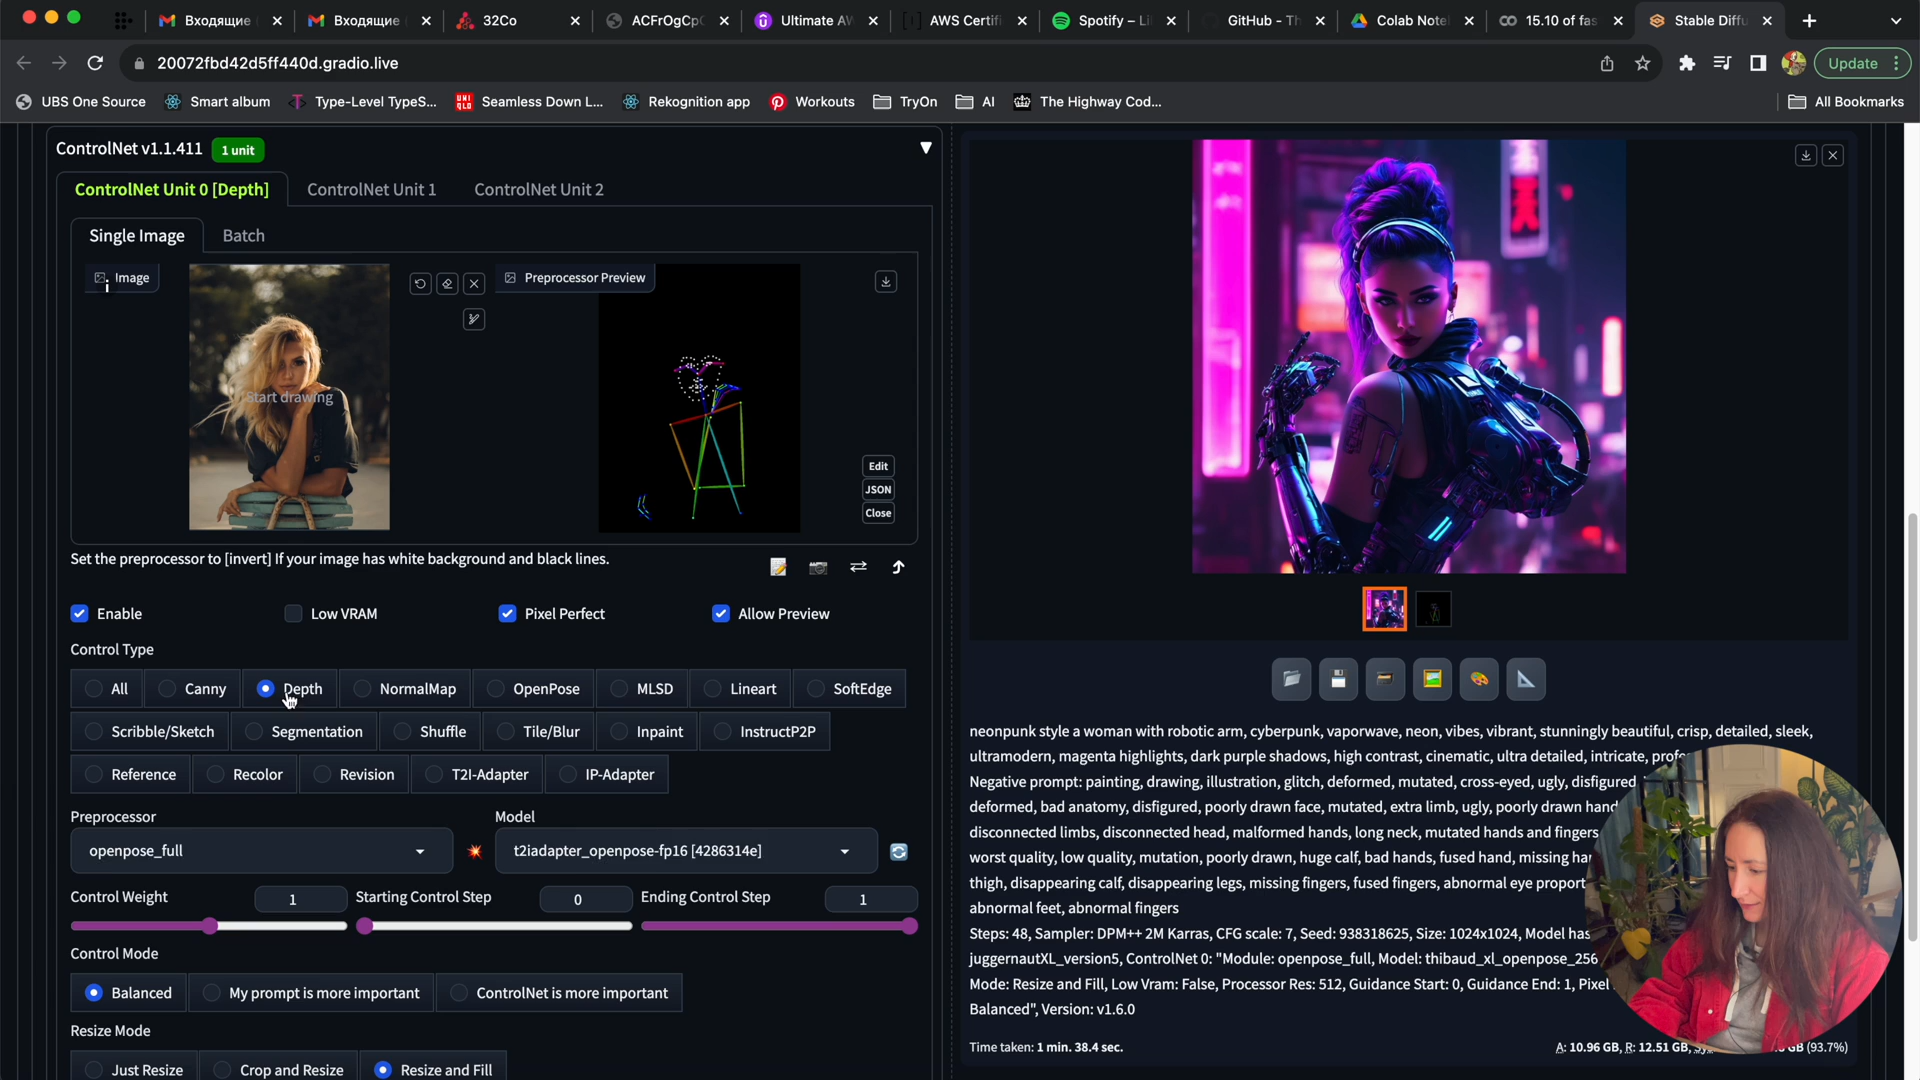 Входящие
Входящие
32Co
ACFrOgCp
Ultimate AW
AWS Certifi
Spotify – Li
GitHub - Th
Colab Note
15.10 of fas
Stable Diffu
20072fbd42d5ff440d.gradio.live
Update
UBS One Source
Smart album
Type-Level TypeS...
Seamless Down L...
Rekognition app
Workouts
TryOn
AI
The Highway Cod...
All Bookmarks
ControlNet v1.1.411
1 unit
ControlNet Unit 0 [Depth]
ControlNet Unit 1
ControlNet Unit 2
Single Image
Batch
Image
Start drawing
Preprocessor Preview
Edit
JSON
Close
Set the preprocessor to [invert] If your image has white background and black lines.
Enable
Low VRAM
Pixel Perfect
Allow Preview
Control Type
All
Canny
Depth
NormalMap
OpenPose
MLSD
Lineart
SoftEdge
Scribble/Sketch
Segmentation
Shuffle
Tile/Blur
Inpaint
InstructP2P
Reference
Recolor
Revision
T2I-Adapter
IP-Adapter
Preprocessor
Model
openpose_full
t2iadapter_openpose-fp16 [4286314e]
Control Weight
1
Starting Control Step
0
Ending Control Step
1
Control Mode
Balanced
My prompt is more important
ControlNet is more important
Resize Mode
Just Resize
Crop and Resize
Resize and Fill
neonpunk style a woman with robotic arm, cyberpunk, vaporwave, neon, vibes, vibrant, stunningly beautiful, crisp, detailed, sleek,
ultramodern, magenta highlights, dark purple shadows, high contrast, cinematic, ultra detailed, intricate, profe
Negative prompt: painting, drawing, illustration, glitch, deformed, mutated, cross-eyed, ugly, disfigured
deformed, bad anatomy, disfigured, poorly drawn face, mutated, extra limb, ugly, poorly drawn hand
disconnected limbs, disconnected head, malformed hands, long neck, mutated hands and fingers
worst quality, low quality, mutation, poorly drawn, huge calf, bad hands, fused hand, missing ha
thigh, disappearing calf, disappearing legs, missing fingers, fused fingers, abnormal eye proport
abnormal feet, abnormal fingers
Steps: 48, Sampler: DPM++ 2M Karras, CFG scale: 7, Seed: 938318625, Size: 1024x1024, Model has
juggernautXL_version5, ControlNet 0: "Module: openpose_full, Model: thibaud_xl_openpose_256
Mode: Resize and Fill, Low Vram: False, Processor Res: 512, Guidance Start: 0, Guidance End: 1, Pixel
Balanced", Version: v1.6.0
Time taken: 1 min. 38.4 sec.
A: 10.96 GB, R: 12.51 GB, GB (93.7%)